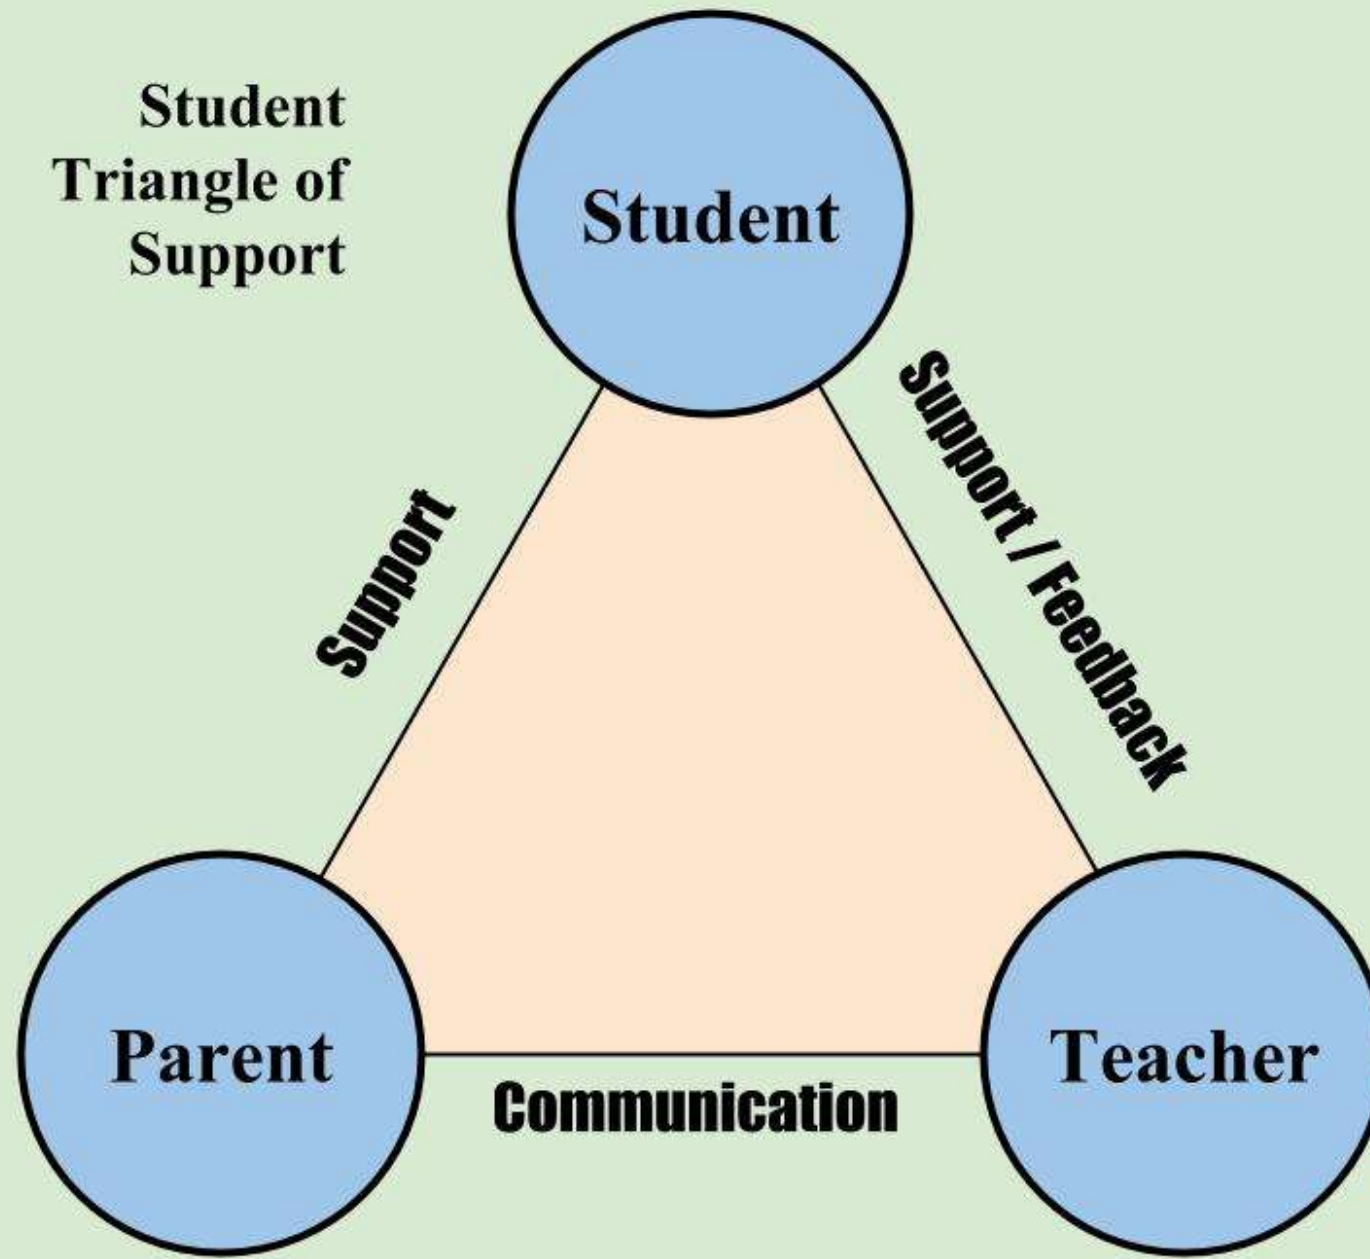 Student
Triangle of
Support
Student
Support
Support / Feedback
Parent
Teacher
Communication